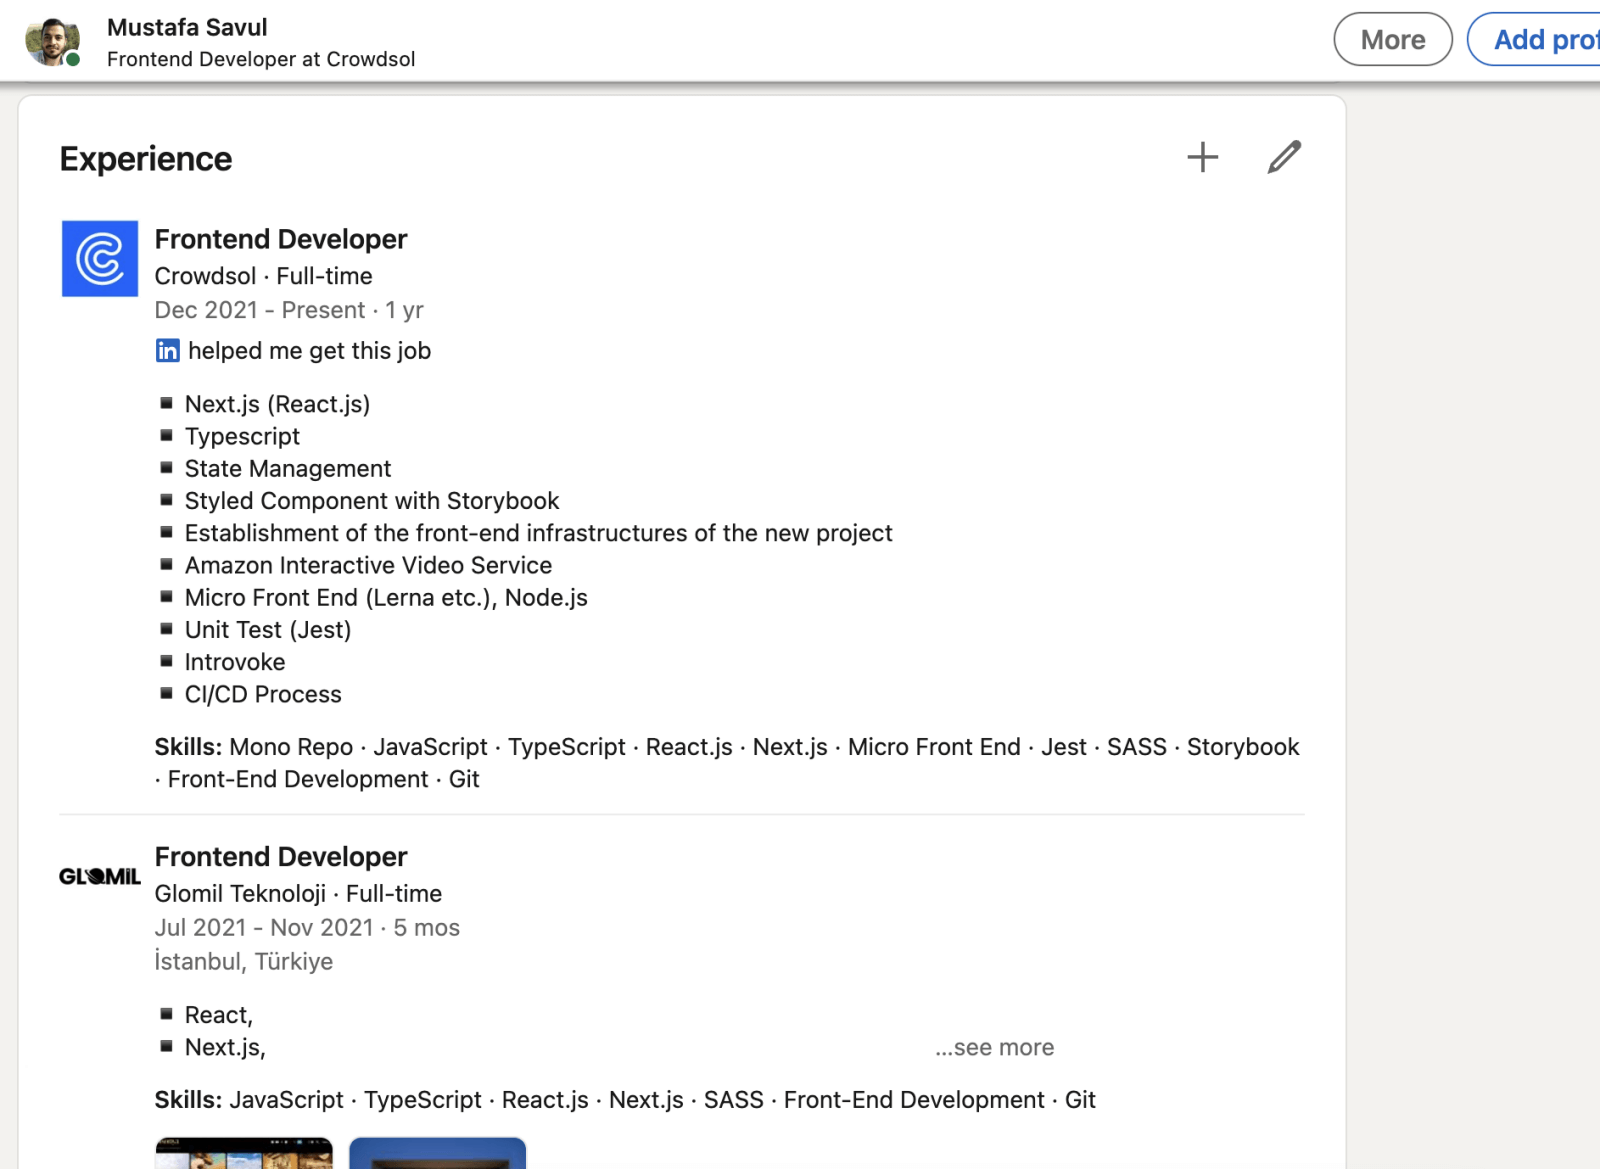 Mustafa Savul
Frontend Developer at Crowdsol
More
Add prof
Experience
Frontend Developer
Crowdsol · Full-time
Dec 2021 - Present · 1 yr
in helped me get this job
▪ Next.js (React.js)
▪ Typescript
▪ State Management
▪ Styled Component with Storybook
▪ Establishment of the front-end infrastructures of the new project
▪ Amazon Interactive Video Service
▪ Micro Front End (Lerna etc.), Node.js
▪ Unit Test (Jest)
▪ Introvoke
▪ CI/CD Process
Skills: Mono Repo · JavaScript · TypeScript · React.js · Next.js · Micro Front End · Jest · SASS · Storybook
· Front-End Development · Git
GLOMIL
Frontend Developer
Glomil Teknoloji · Full-time
Jul 2021 - Nov 2021 · 5 mos
İstanbul, Türkiye
▪ React,
▪ Next.js,
...see more
Skills: JavaScript · TypeScript · React.js · Next.js · SASS · Front-End Development · Git